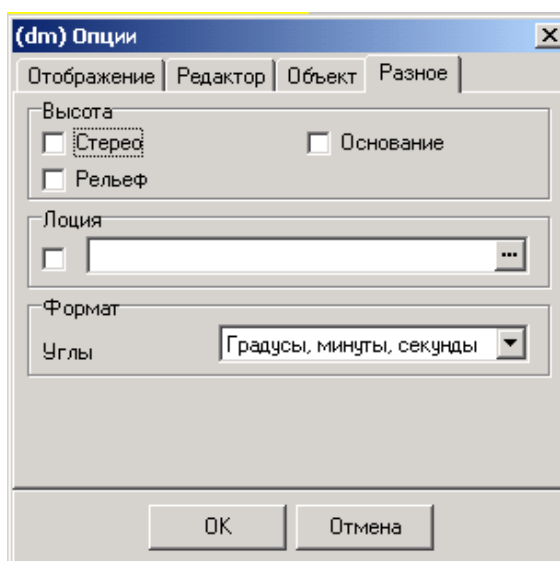 (dm) Опции
Отображение Редактор Объект Разное
Высота
Стерео Основание
Рельеф
Лоция
...
Формат
Углы Градусы, минуты, секунды
OK Отмена